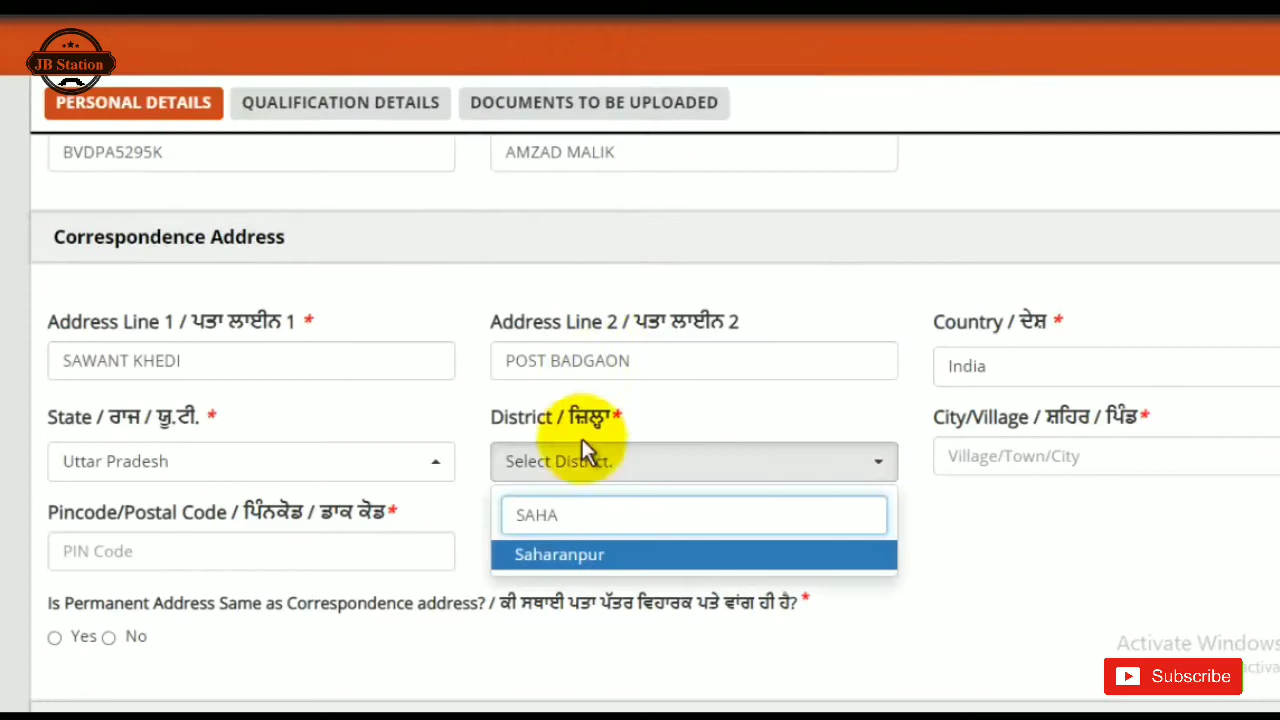 JB Station
PERSONAL DETAILS QUALIFICATION DETAILS DOCUMENTS TO BE UPLOADED
BVDPA5295K AMZAD MALIK
Correspondence Address
Address Line 1 / ਪਤਾ ਲਾਈਨ 1 * Address Line 2 / ਪਤਾ ਲਾਈਨ 2 Country / ਦੇਸ਼ *
SAWANT KHEDI POST BADGAON India
State / ਰਾਜ / ਯੂ.ਟੀ. * District / ਜ਼ਿਲ੍ਹਾ* City/Village / ਸ਼ਹਿਰ / ਪਿੰਡ*
Uttar Pradesh Select District. Village/Town/City
Pincode/Postal Code / ਪਿੰਨਕੋਡ / ਡਾਕ ਕੋਡ* SAHA
PIN Code Saharanpur
Is Permanent Address Same as Correspondence address? / ਕੀ ਸਥਾਈ ਪਤਾ ਪੱਤਰ ਵਿਹਾਰਕ ਪਤੇ ਵਾਂਗ ਹੀ ਹੈ? *
Yes No
Activate Windows
Subscribe